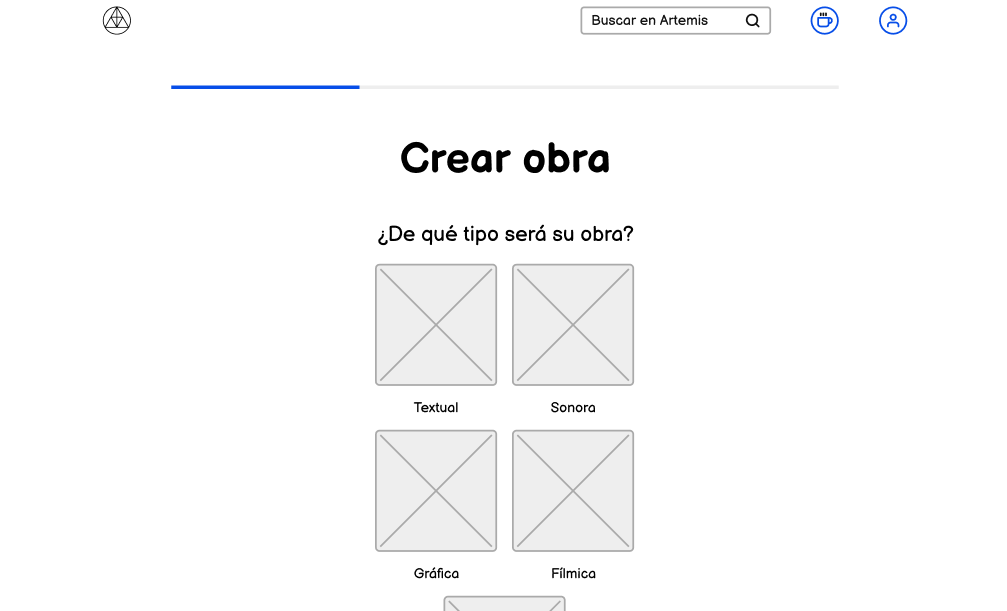 Buscar en Artemis
Crear obra
¿De qué tipo será su obra?
Textual
Sonora
Gráfica
Fílmica